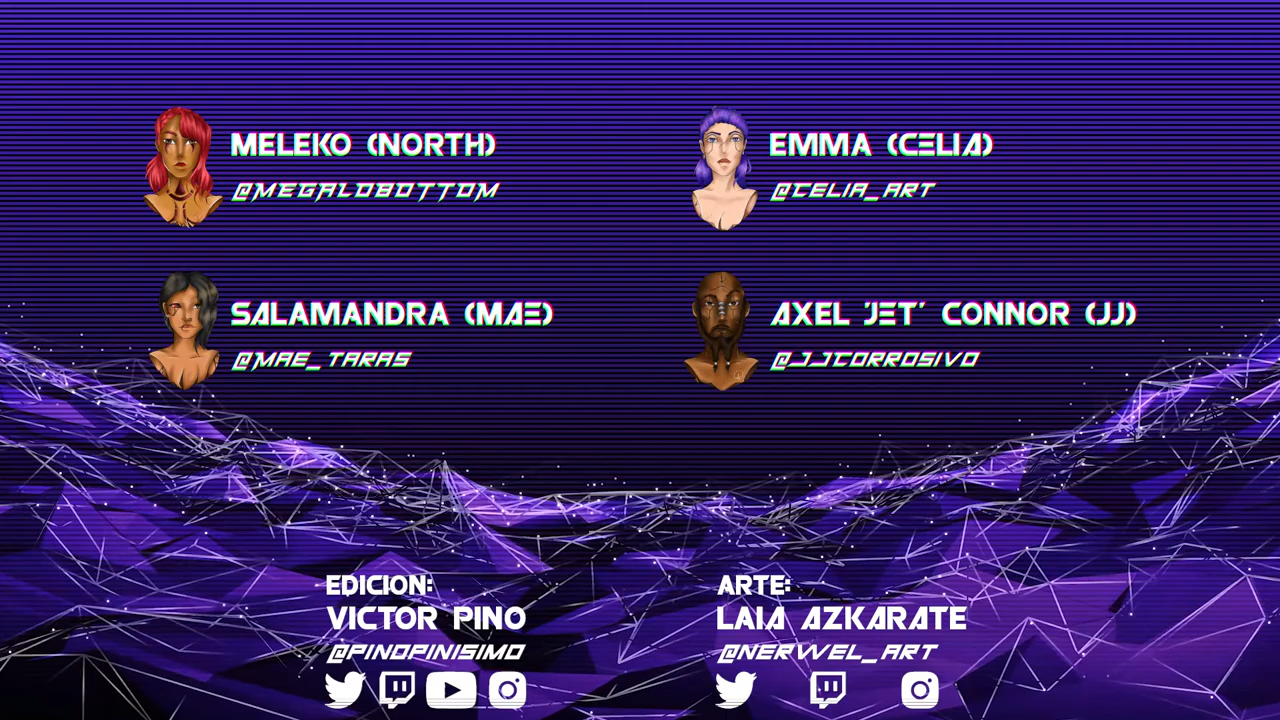 MELEKO (NORTH)
@MEGALOBOTTOM
EMMA (CELIA)
@CELIA_ART
SALAMANDRA (MAE)
@MAE_TARAS
AXEL 'JET' CONNOR (JJ)
@JJCORROSIVO
EDICION:
VICTOR PINO
@PINOPINISIMO
ARTE:
LAIA AZKARATE
@NERWEL_ART